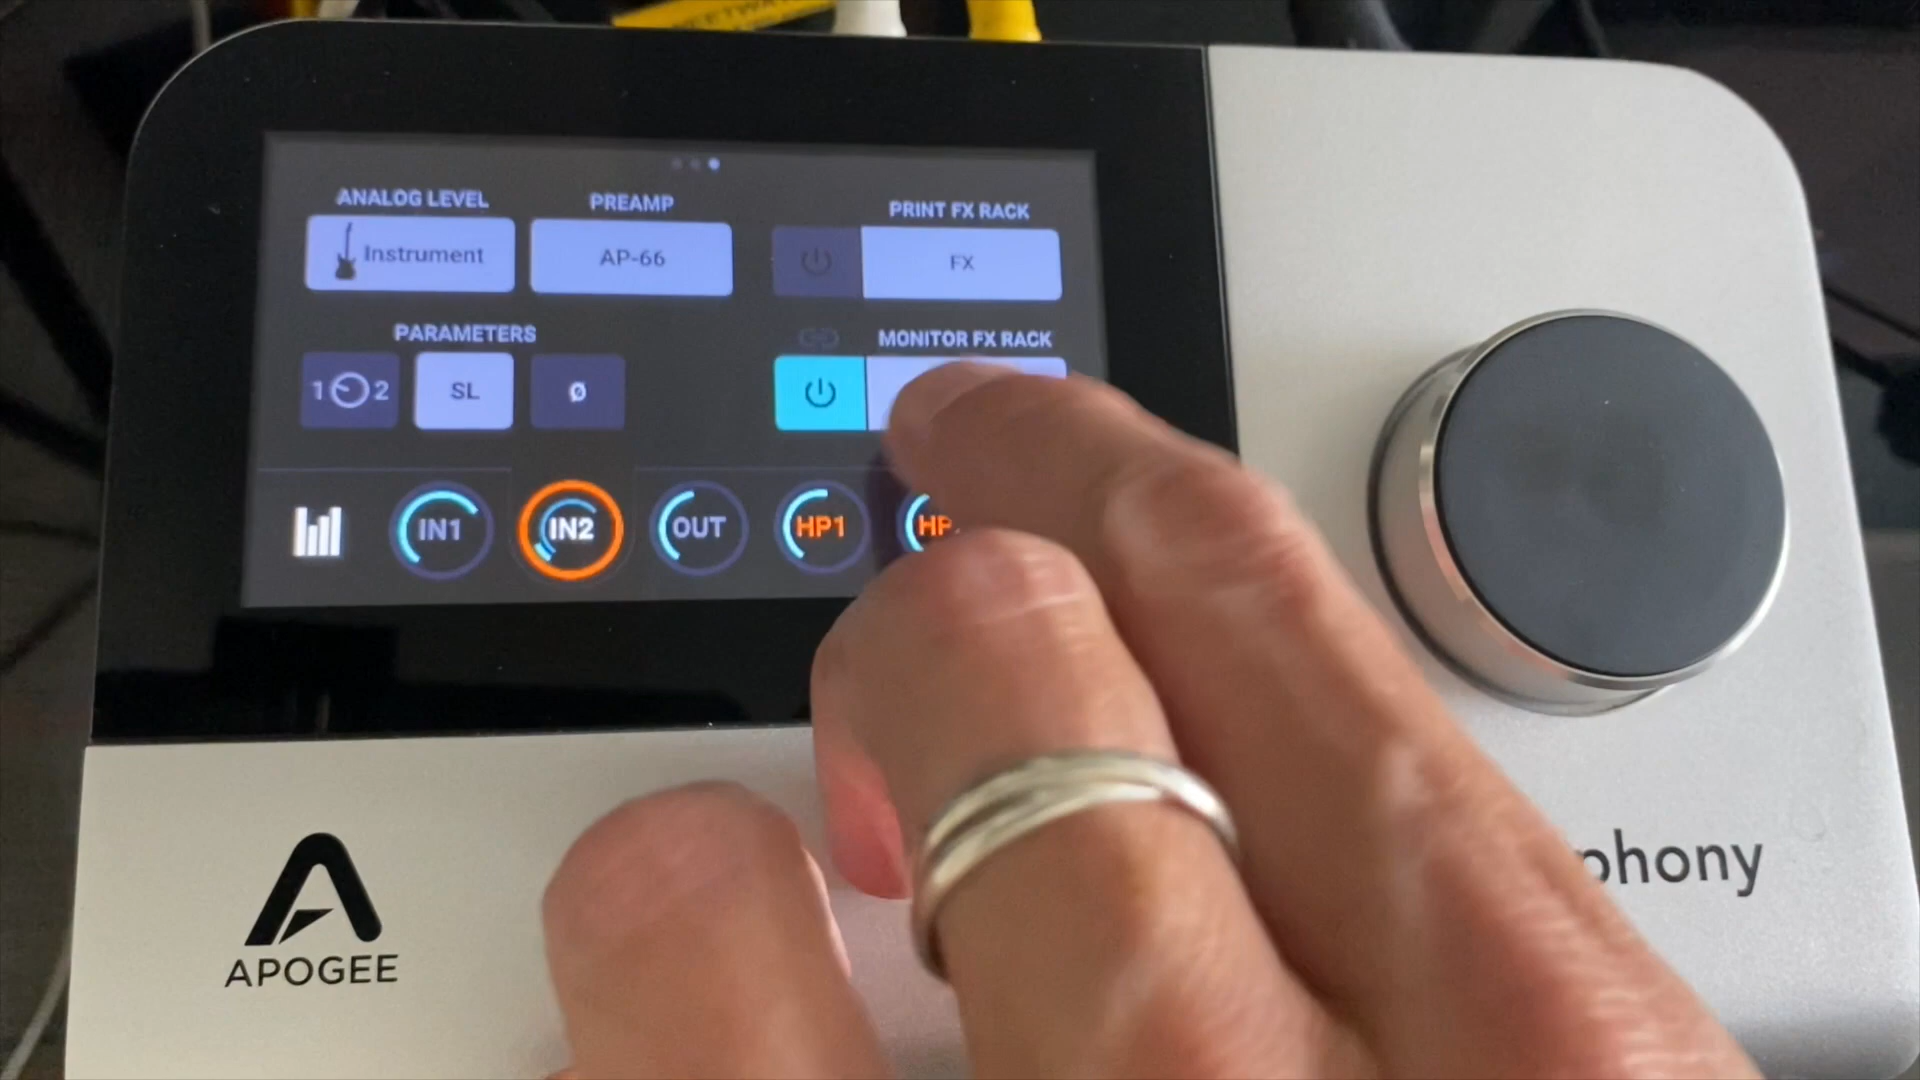 ANALOG LEVEL
PREAMP
PRINT FX RACK
Instrument
AP-66
FX
PARAMETERS
MONITOR FX RACK
1 2
SL
ø
IN1
IN2
OUT
HP1
HP
phony
APOGEE